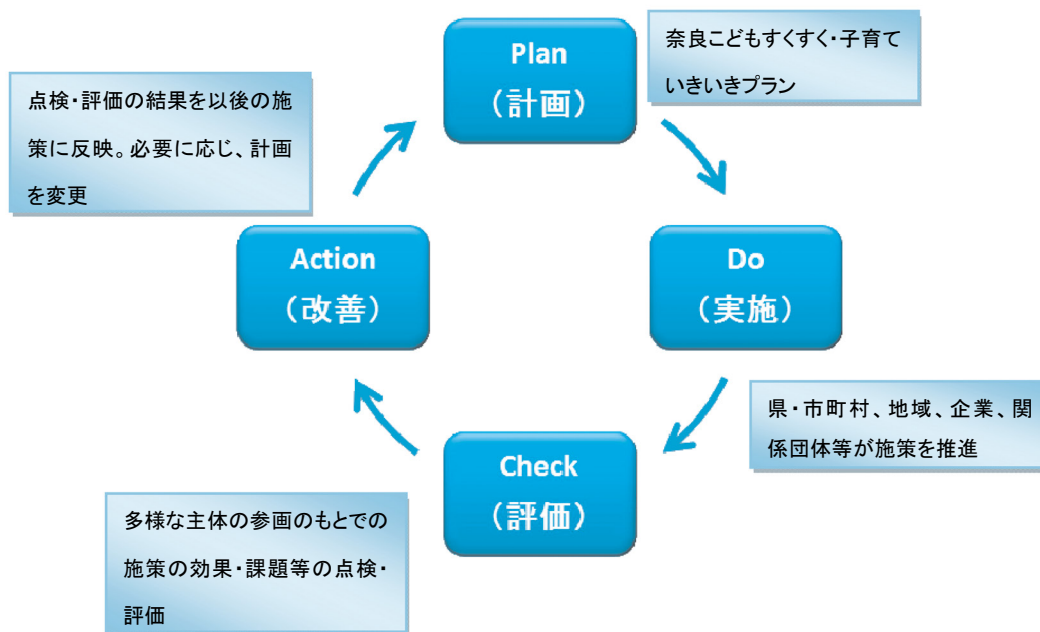 Plan
（計画）
奈良こどもすくすく・子育て
いきいきプラン
点検・評価の結果を以後の施
策に反映。必要に応じ、計画
を変更
Action
（改善）
Do
（実施）
県・市町村、地域、企業、関
係団体等が施策を推進
Check
（評価）
多様な主体の参画のもとでの
施策の効果・課題等の点検・
評価